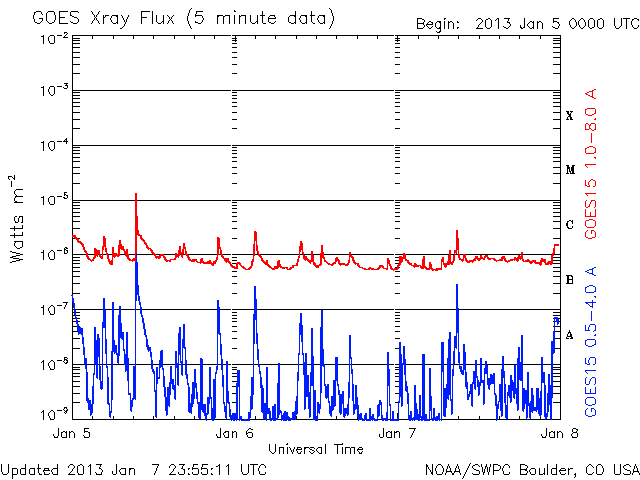 GOES Xray Flux (5 minute data)
Begin: 2013 Jan 5 0000 UTC
10⁻²
10⁻³
10⁻⁴
10⁻⁵
10⁻⁶
10⁻⁷
10⁻⁸
10⁻⁹
Watts m⁻²
X
M
C
B
A
GOES15 1.0-8.0 A
GOES15 0.5-4.0 A
Jan 5
Jan 6
Jan 7
Jan 8
Universal Time
Updated 2013 Jan 7 23:55:11 UTC
NOAA/SWPC Boulder, CO USA